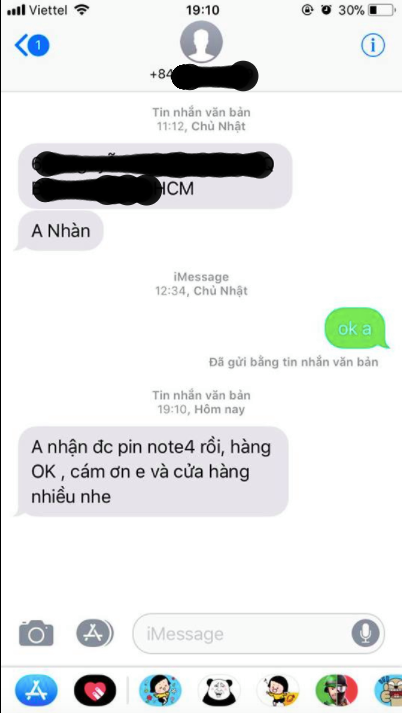 Viettel
19:10
30%
1
+84
Tin nhắn văn bản
11:12, Chủ Nhật
HCM
A Nhàn
iMessage
12:34, Chủ Nhật
ok a
Đã gửi bằng tin nhắn văn bản
Tin nhắn văn bản
19:10, Hôm nay
A nhận đc pin note4 rồi, hàng
OK , cám ơn e và cửa hàng
nhiều nhe
iMessage